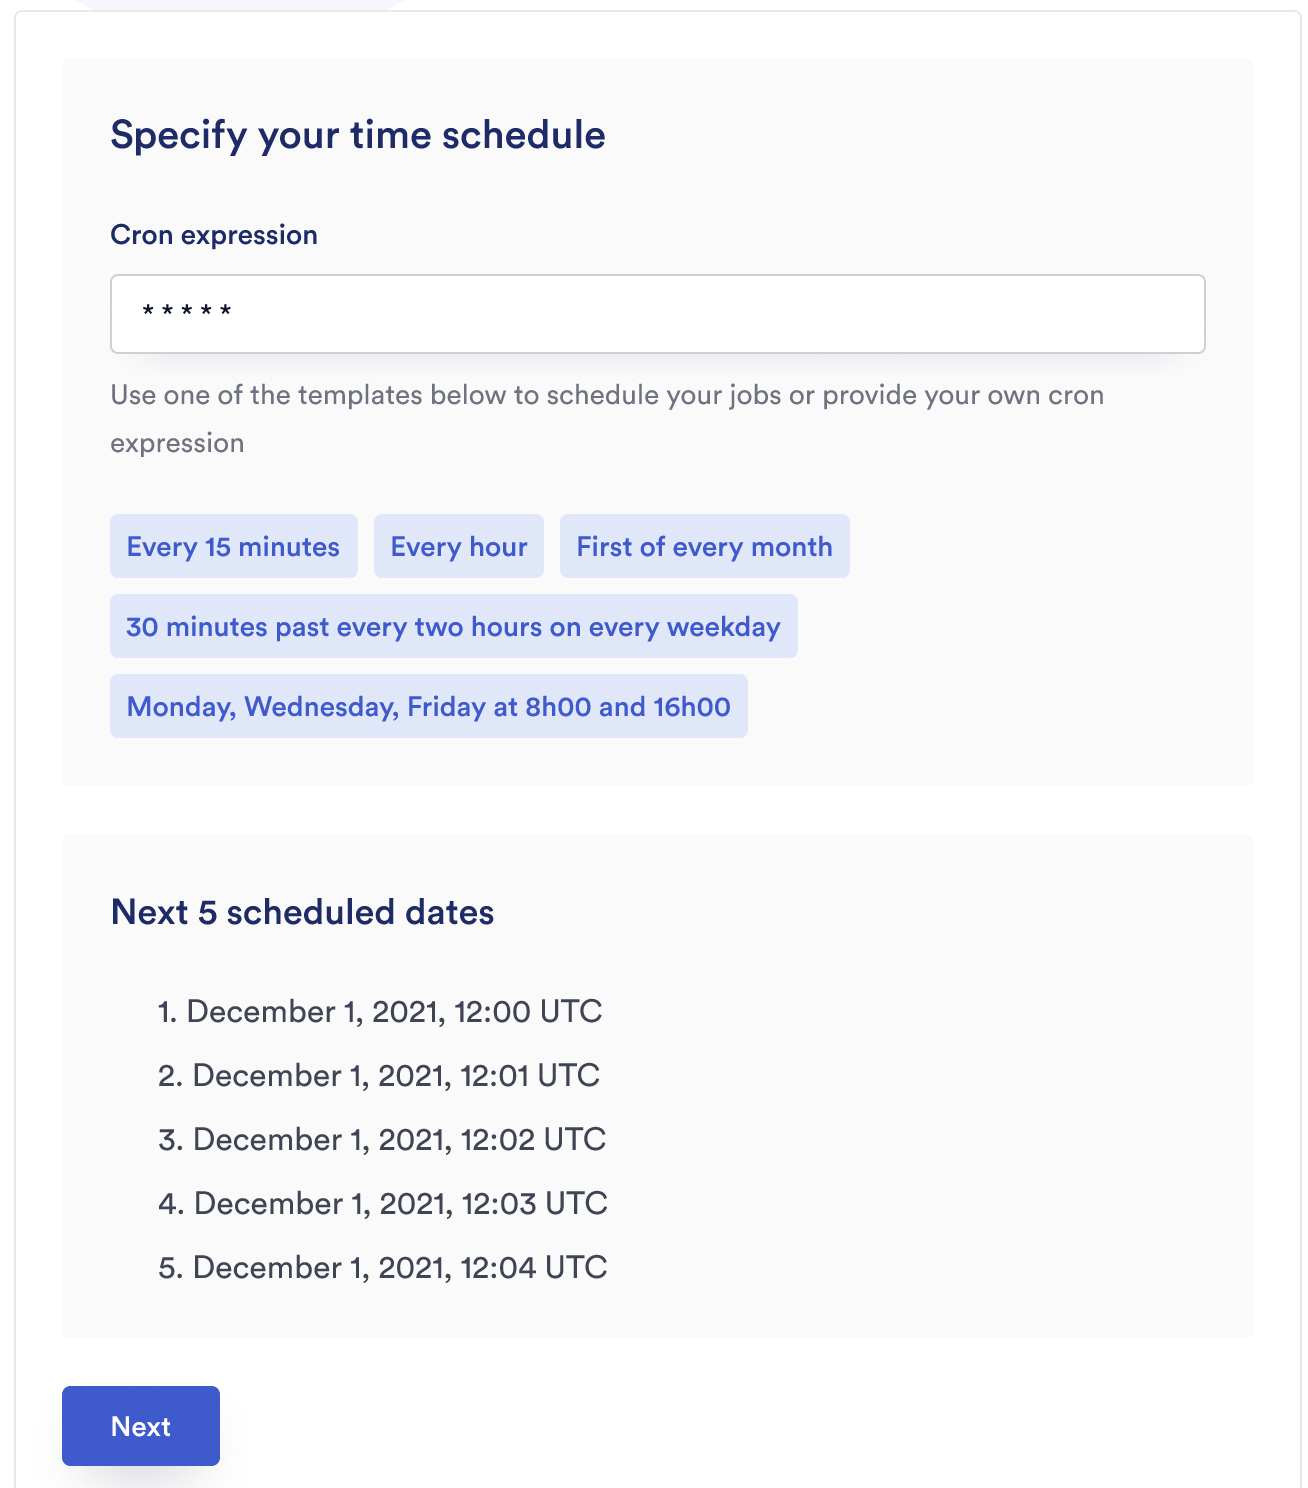 Specify your time schedule
Cron expression
* * * * *
Use one of the templates below to schedule your jobs or provide your own cron
expression
Every 15 minutes
Every hour
First of every month
30 minutes past every two hours on every weekday
Monday, Wednesday, Friday at 8h00 and 16h00
Next 5 scheduled dates
1. December 1, 2021, 12:00 UTC
2. December 1, 2021, 12:01 UTC
3. December 1, 2021, 12:02 UTC
4. December 1, 2021, 12:03 UTC
5. December 1, 2021, 12:04 UTC
Next